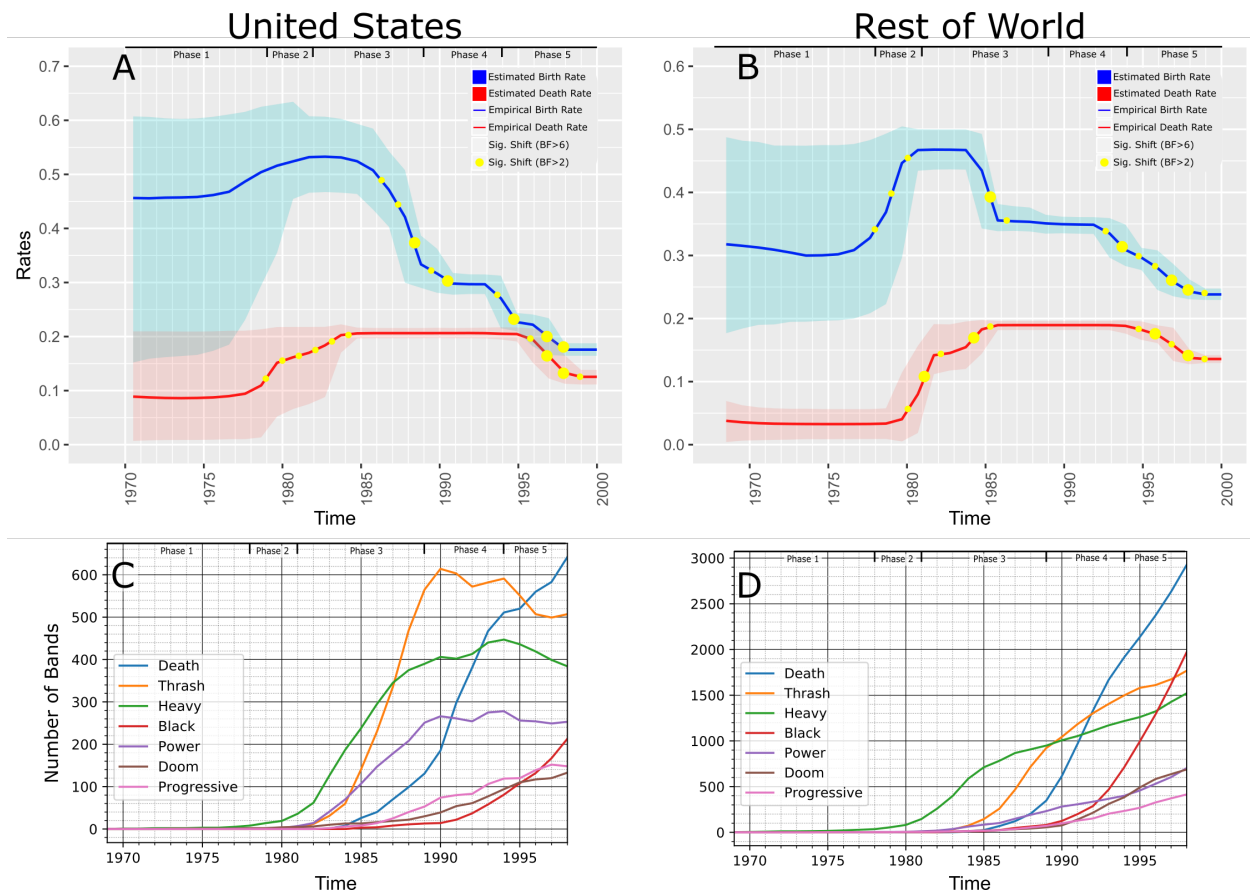 United States
Rest of World
A
Phase 1
Phase 2
Phase 3
Phase 4
Phase 5
Estimated Birth Rate
Estimated Death Rate
Empirical Birth Rate
Empirical Death Rate
Sig. Shift (BF>6)
Sig. Shift (BF>2)
0.7
0.6
0.5
0.4
0.3
0.2
0.1
0.0
Rates
1970
1975
1980
1985
1990
1995
2000
Time
B
Phase 1
Phase 2
Phase 3
Phase 4
Phase 5
Estimated Birth Rate
Estimated Death Rate
Empirical Birth Rate
Empirical Death Rate
Sig. Shift (BF>6)
Sig. Shift (BF>2)
0.6
0.5
0.4
0.3
0.2
0.1
0.0
1970
1975
1980
1985
1990
1995
2000
Time
C
Phase 1
Phase 2
Phase 3
Phase 4
Phase 5
600
500
400
300
200
100
0
Number of Bands
Death
Thrash
Heavy
Black
Power
Doom
Progressive
1970
1975
1980
1985
1990
1995
Time
D
Phase 1
Phase 2
Phase 3
Phase 4
Phase 5
3000
2500
2000
1500
1000
500
0
Death
Thrash
Heavy
Black
Power
Doom
Progressive
1970
1975
1980
1985
1990
1995
Time